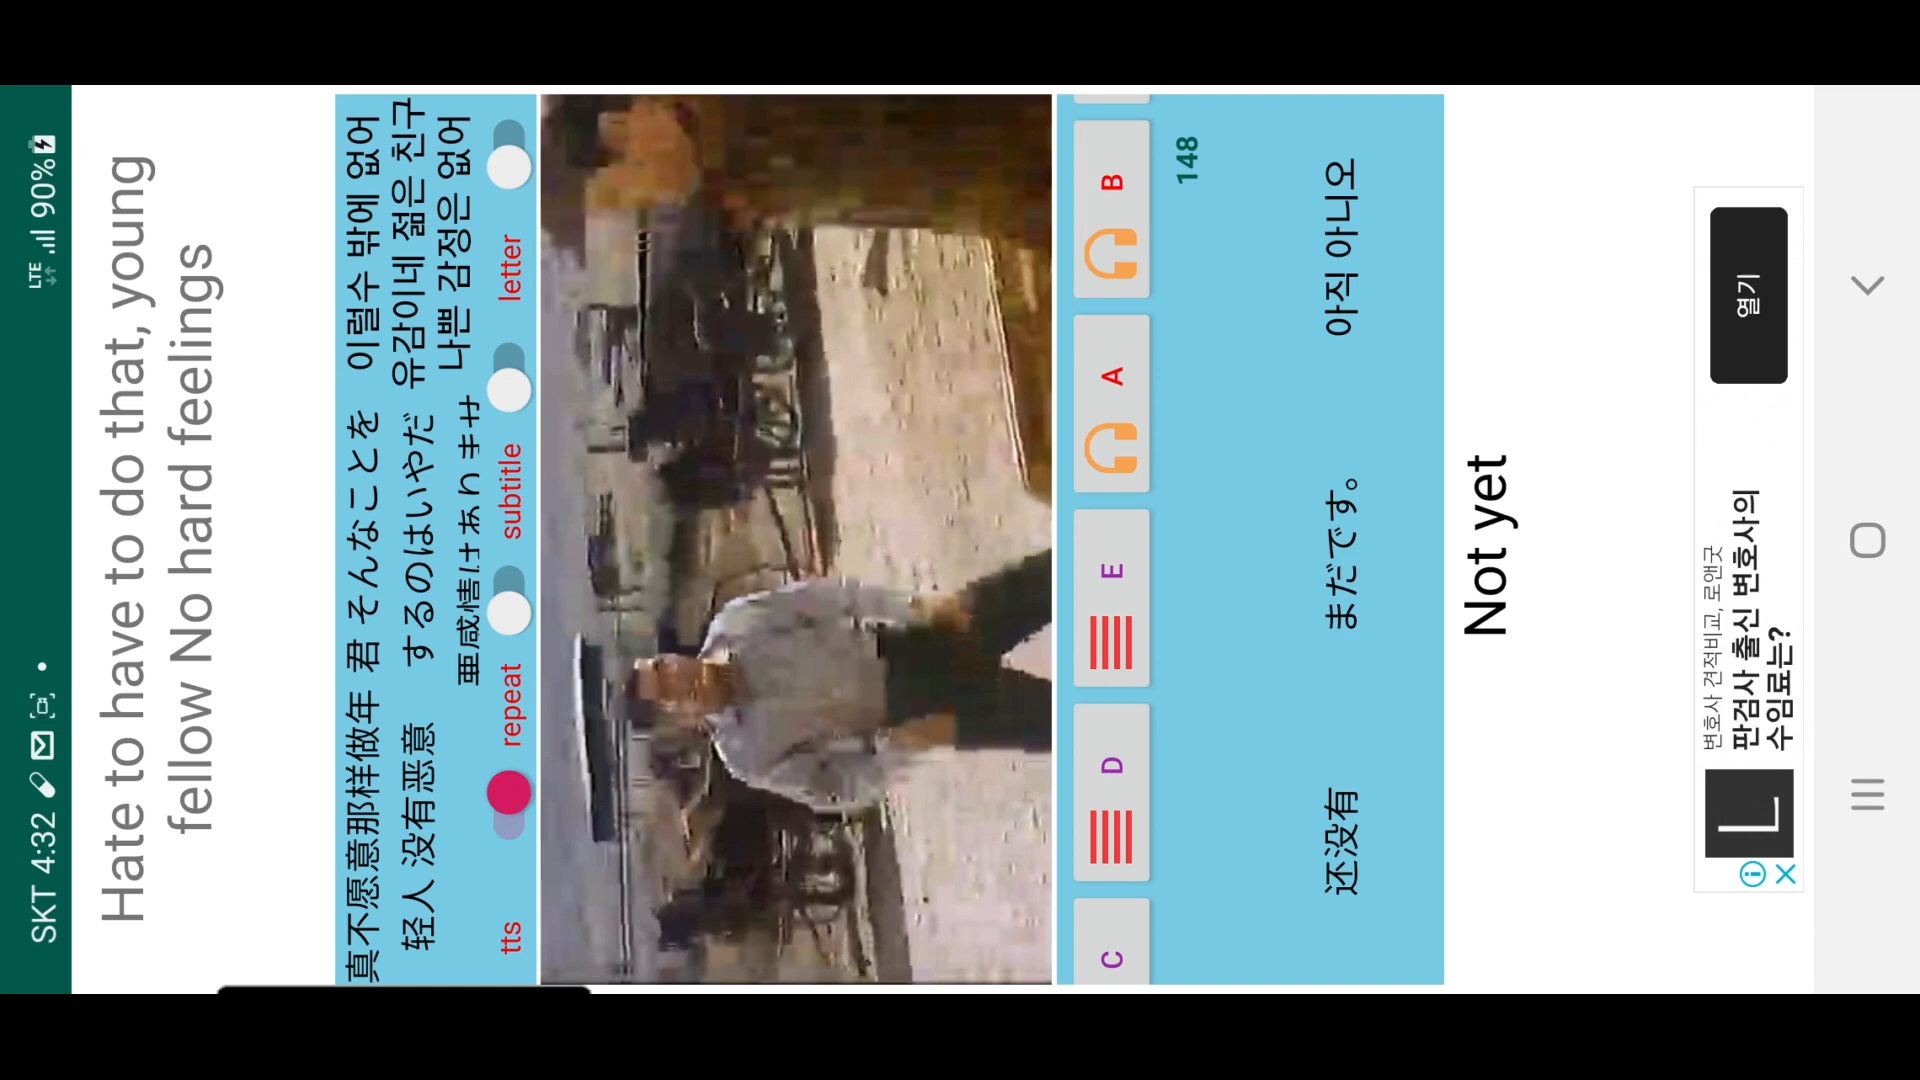 SKT 4:32
LTE
90%
Hate to have to do that, young
fellow No hard feelings
真不愿意那样做年
轻人 没有恶意
君 そんなことを
するのはいやだ
悪感情はありませ
이럴수 밖에 없어
유감이네 젊은 친구
나쁜 감정은 없어
tts
repeat
subtitle
letter
C
D
E
A
B
148
还没有
まだです。
아직 아니오
Not yet
변호사 견적비교, 로앤굿
판검사 출신 변호사의
수임료는?
열기